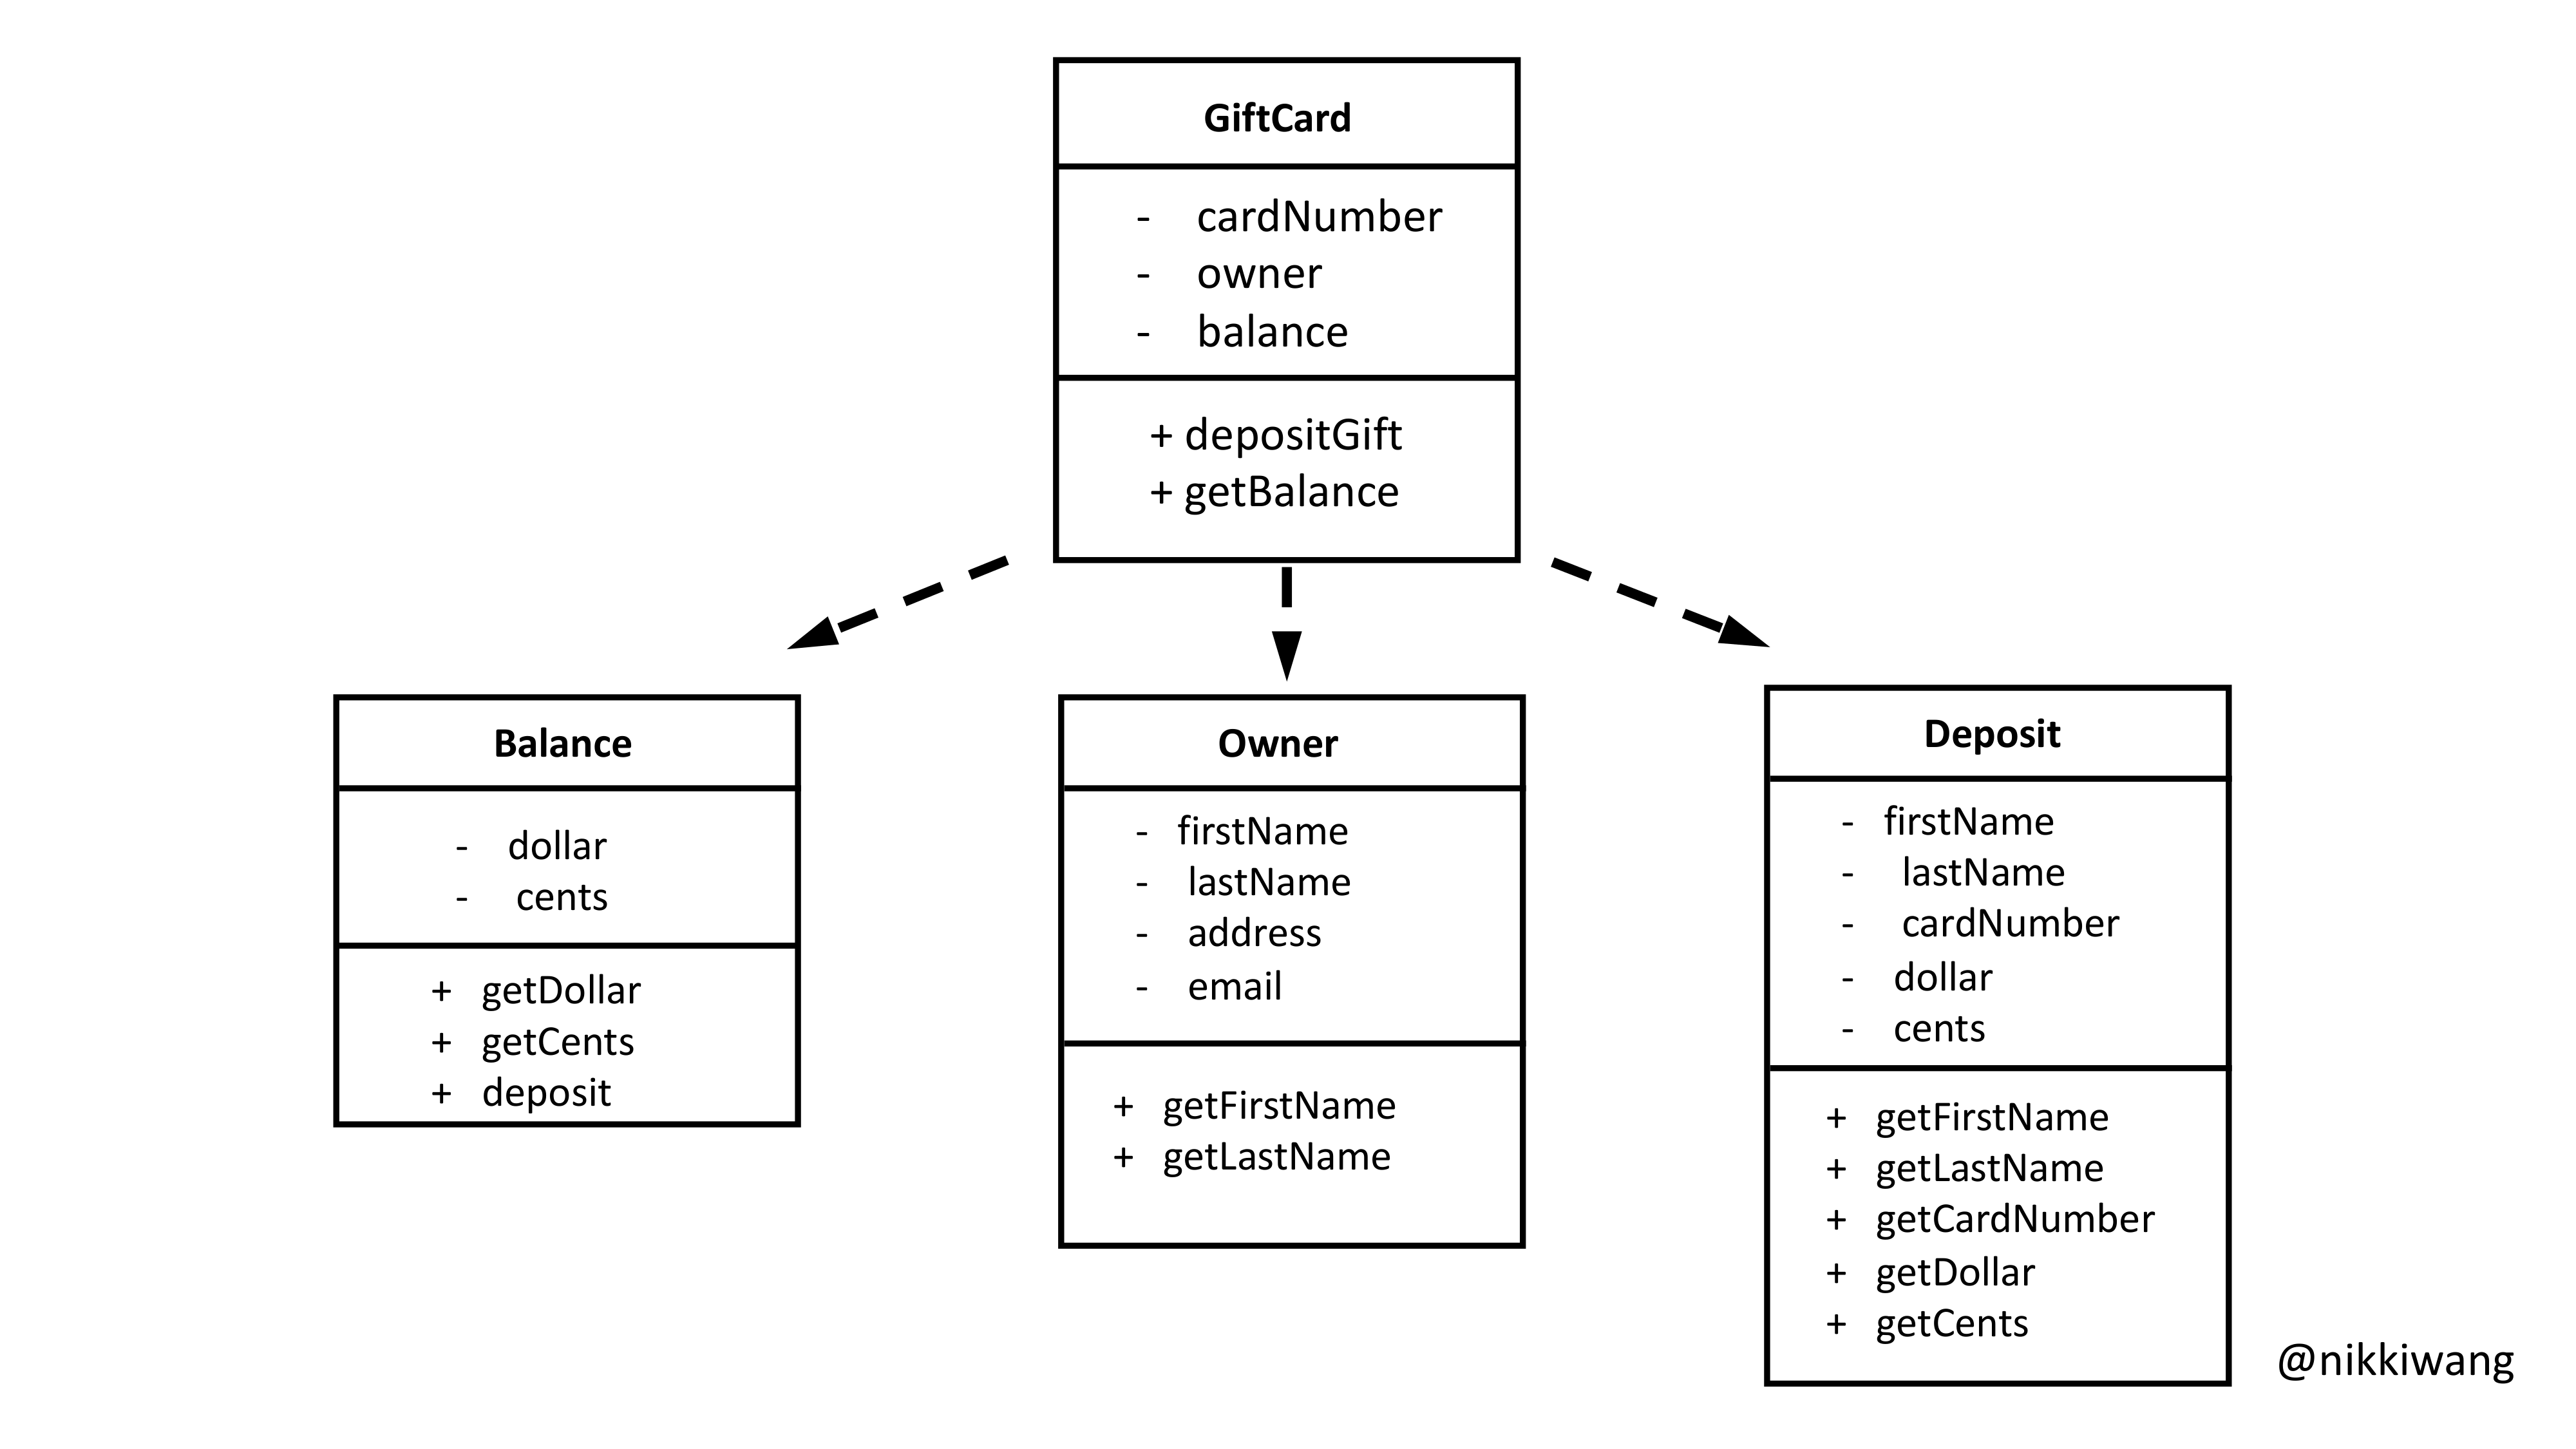 GiftCard
- cardNumber
- owner
- balance
+ depositGift
+ getBalance
Balance
- dollar
- cents
+ getDollar
+ getCents
+ deposit
Owner
- firstName
- lastName
- address
- email
+ getFirstName
+ getLastName
Deposit
- firstName
- lastName
- cardNumber
- dollar
- cents
+ getFirstName
+ getLastName
+ getCardNumber
+ getDollar
+ getCents
@nikkiwang